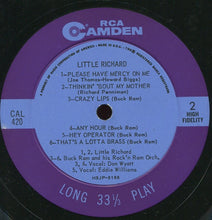 RCA
CAMDEN
LITTLE RICHARD
1-PLEASE HAVE MERCY ON ME
(Joe Thomas-Howard Biggs)
2-THINKIN' 'BOUT MY MOTHER
(Richard Penniman)
3-CRAZY LIPS (Buck Ram)
CAL
420
2
HIGH
FIDELITY
4-ANY HOUR (Buck Ram)
5-HEY OPERATOR (Buck Ram)
6-THAT'S A LOTTA BRASS (Buck Ram)
1, 2. Little Richard
3, 6. Buck Ram and his Rock'n Ram Orch.
4. Vocal: Don Wyatt
5. Vocal: Eddie Williams
LONG 33⅓ PLAY